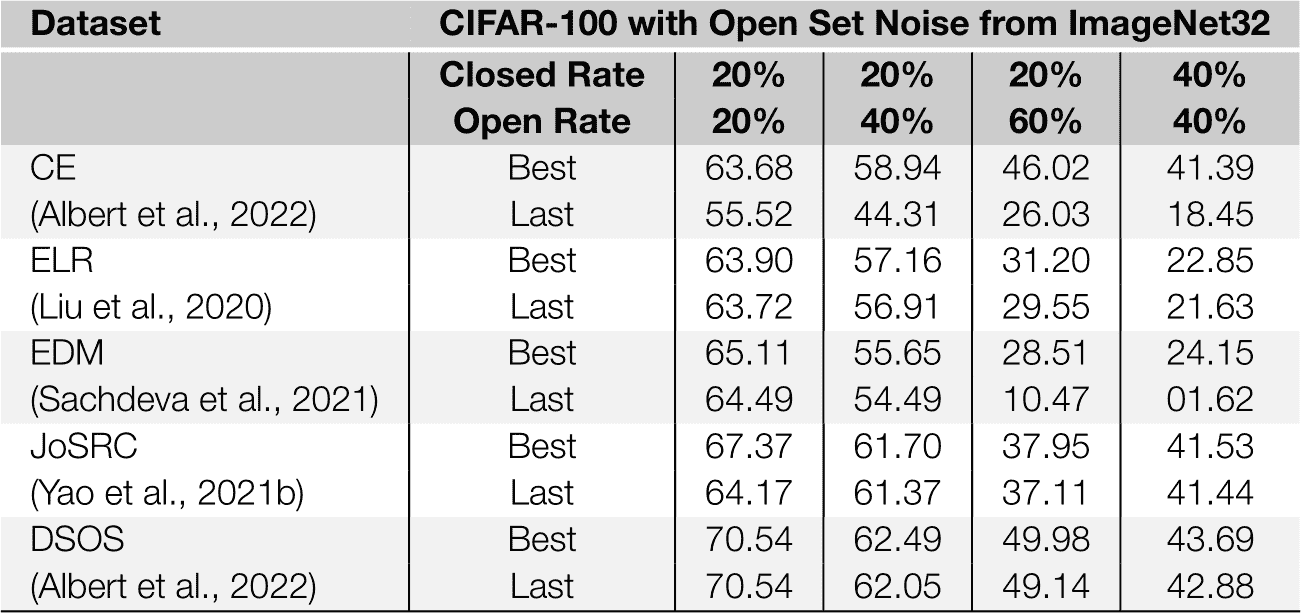 Dataset CIFAR-100 with Open Set Noise from ImageNet32
Closed Rate 20% 20% 20% 40%
Open Rate 20% 40% 60% 40%
CE Best 63.68 58.94 46.02 41.39
(Albert et al., 2022) Last 55.52 44.31 26.03 18.45
ELR Best 63.90 57.16 31.20 22.85
(Liu et al., 2020) Last 63.72 56.91 29.55 21.63
EDM Best 65.11 55.65 28.51 24.15
(Sachdeva et al., 2021) Last 64.49 54.49 10.47 01.62
JoSRC Best 67.37 61.70 37.95 41.53
(Yao et al., 2021b) Last 64.17 61.37 37.11 41.44
DSOS Best 70.54 62.49 49.98 43.69
(Albert et al., 2022) Last 70.54 62.05 49.14 42.88